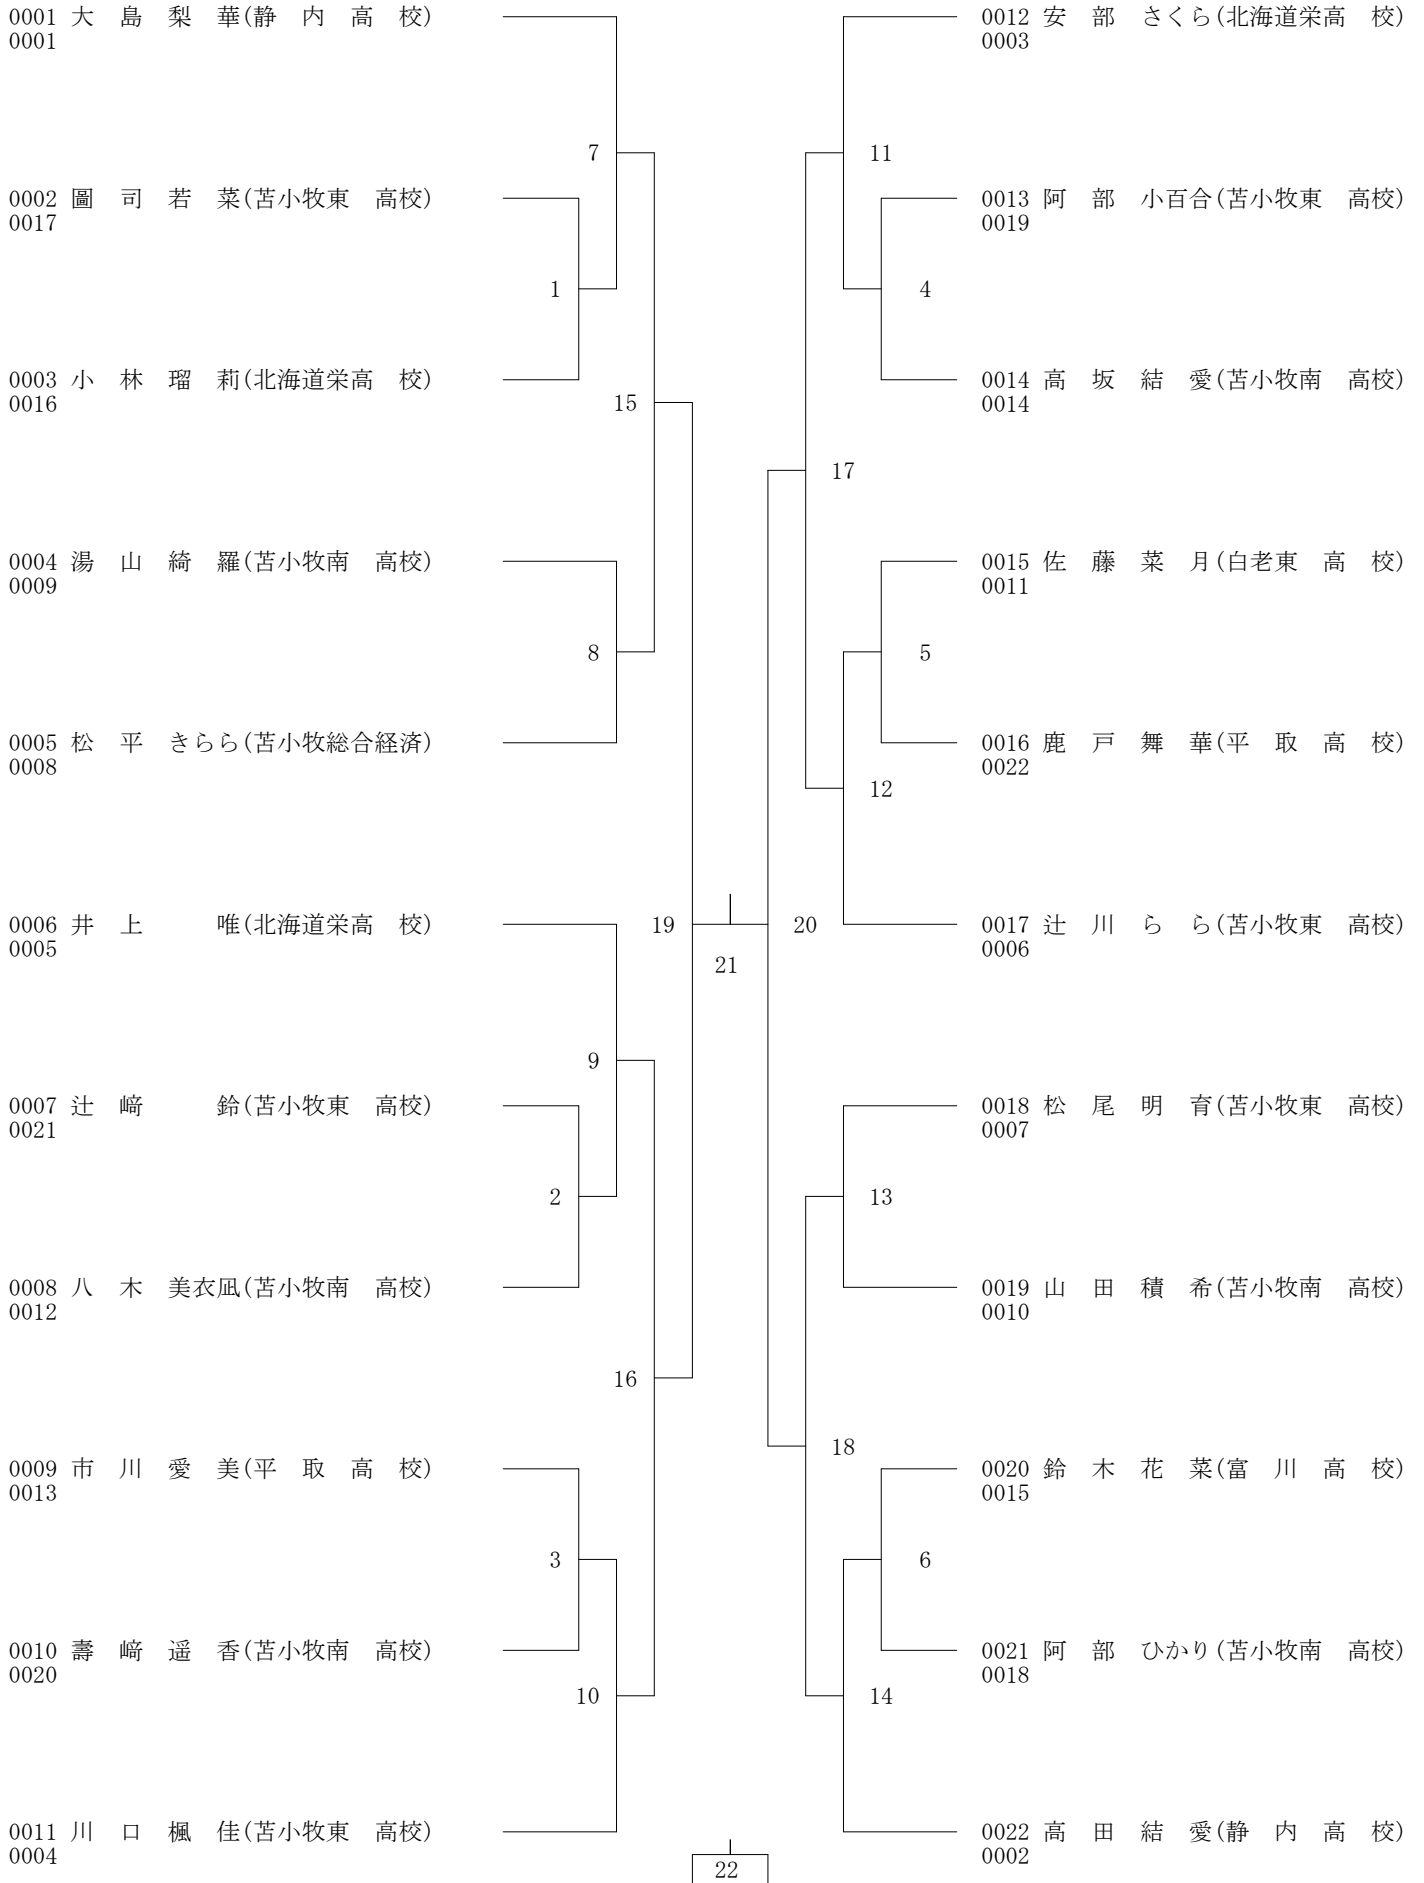 0001 大　島　梨　華(静　内　高　校)
0001
7
0002 圖　司　若　菜(苫小牧東　高校)
0017
1
0003 小　林　瑠　莉(北海道栄高　校)
0016
15
0004 湯　山　綺　羅(苫小牧南　高校)
0009
8
0005 松　平　きらら(苫小牧総合経済)
0008
0006 井　上　　　唯(北海道栄高　校)
0005
19
9
0007 辻　﨑　　　鈴(苫小牧東　高校)
0021
2
0008 八　木　美衣凪(苫小牧南　高校)
0012
16
0009 市　川　愛　美(平　取　高　校)
0013
3
0010 壽　﨑　遥　香(苫小牧南　高校)
0020
10
0011 川　口　楓　佳(苫小牧東　高校)
0004
21
22
0012 安　部　さくら(北海道栄高　校)
0003
11
0013 阿　部　小百合(苫小牧東　高校)
0019
4
0014 高　坂　結　愛(苫小牧南　高校)
0014
17
0015 佐　藤　菜　月(白老東　高　校)
0011
5
0016 鹿　戸　舞　華(平　取　高　校)
0022
12
20
0017 辻　川　ら　ら(苫小牧東　高校)
0006
0018 松　尾　明　育(苫小牧東　高校)
0007
13
0019 山　田　積　希(苫小牧南　高校)
0010
18
0020 鈴　木　花　菜(富　川　高　校)
0015
6
0021 阿　部　ひかり(苫小牧南　高校)
0018
14
0022 高　田　結　愛(静　内　高　校)
0002